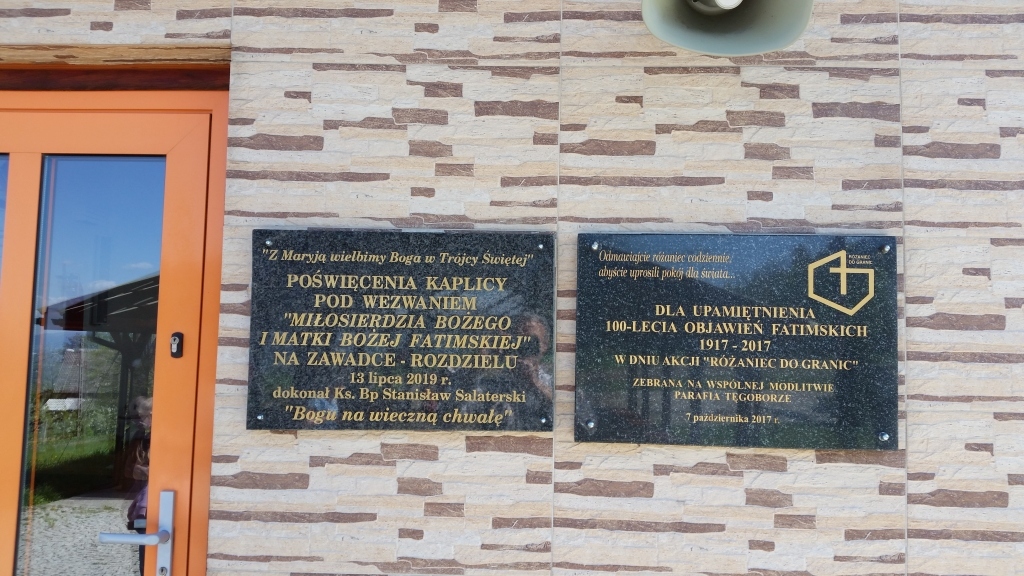 "Z Maryją wielbimy Boga w Trójcy Świętej"
POŚWIĘCENIA KAPLICY
POD WEZWANIEM
"MIŁOSIERDZIA BOŻEGO
I MATKI BOŻEJ FATIMSKIEJ"
NA ZAWADCE - ROZDZIELU
13 lipca 2019 r.
dokonał Ks. Bp Stanisław Salaterski
"Bogu na wieczną chwałę"
Odmawiajcie różaniec codziennie,
abyście uprosili pokój dla świata...
RÓŻANIEC
DO GRANIC
DLA UPAMIĘTNIENIA
100-LECIA OBJAWIEŃ FATIMSKICH
1917 - 2017
W DNIU AKCJI "RÓŻANIEC DO GRANIC"
ZEBRANA NA WSPÓLNEJ MODLITWIE
PARAFIA TĘGOBORZE
7 października 2017 r.